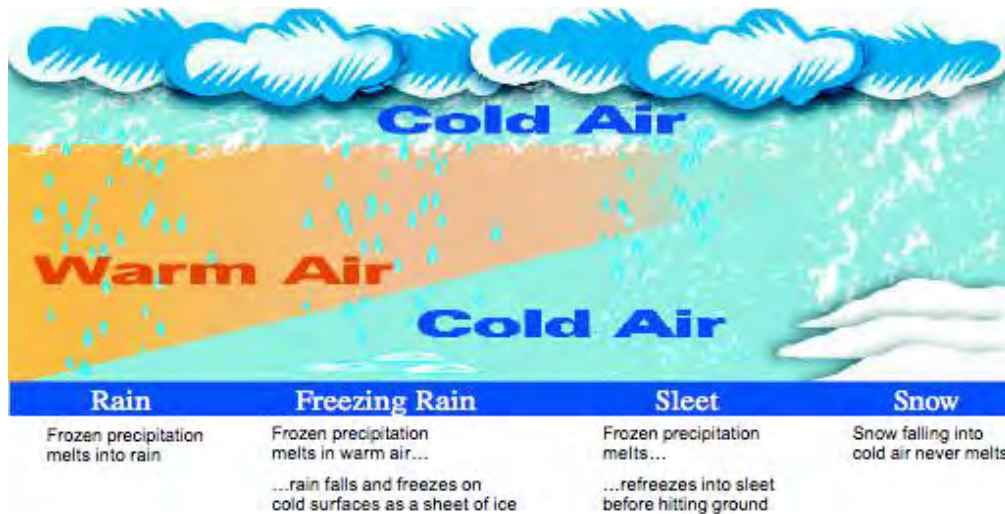 Cold Air
Warm Air
Cold Air
Rain
Freezing Rain
Sleet
Snow
Frozen precipitation
melts into rain
Frozen precipitation
melts in warm air...
...rain falls and freezes on
cold surfaces as a sheet of ice
Frozen precipitation
melts...
...refreezes into sleet
before hitting ground
Snow falling into
cold air never melts